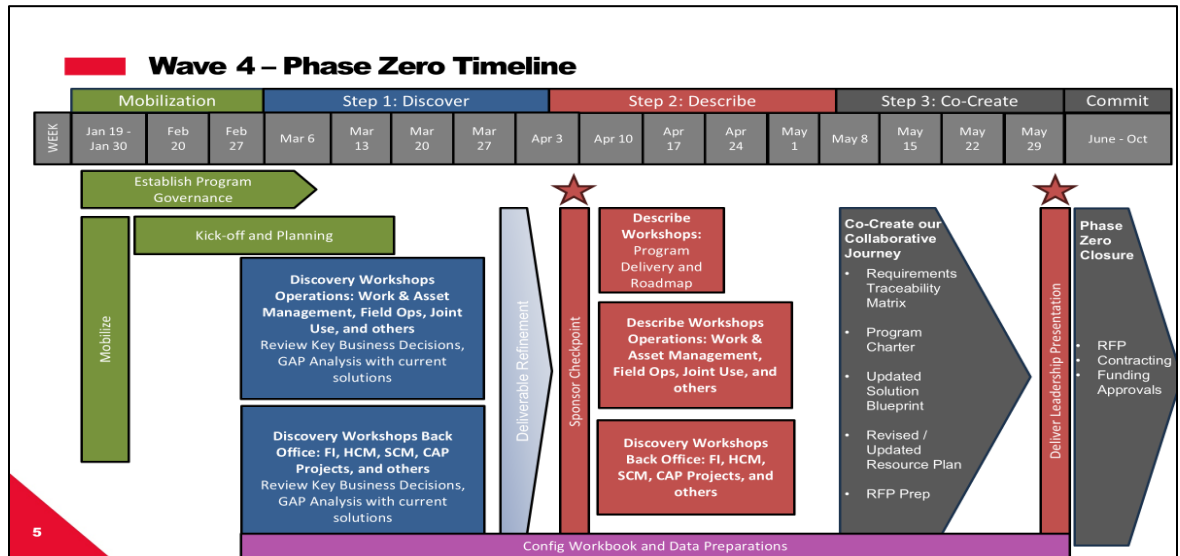 Wave 4 – Phase Zero Timeline
Mobilization
Step 1: Discover
Step 2: Describe
Step 3: Co-Create
Commit
WEEK
Jan 19 -
Jan 30
Feb
20
Feb
27
Mar 6
Mar
13
Mar
20
Mar
27
Apr 3
Apr 10
Apr
17
Apr
24
May
1
May 8
May
15
May
22
May
29
June - Oct
Establish Program
Governance
Kick-off and Planning
Mobilize
Discovery Workshops
Operations: Work & Asset
Management, Field Ops, Joint
Use, and others
Review Key Business Decisions,
GAP Analysis with current
solutions
Discovery Workshops Back
Office: FI, HCM, SCM, CAP
Projects, and others
Review Key Business Decisions,
GAP Analysis with current
solutions
Deliverable Refinement
Sponsor Checkpoint
Describe
Workshops:
Program
Delivery and
Roadmap
Describe Workshops
Operations: Work &
Asset Management,
Field Ops, Joint Use, and
others
Discovery Workshops
Back Office: FI, HCM,
SCM, CAP Projects, and
others
Co-Create our
Collaborative
Journey
• Requirements
Traceability
Matrix
• Program
Charter
• Updated
Solution
Blueprint
• Revised /
Updated
Resource Plan
• RFP Prep
Deliver Leadership Presentation
Phase
Zero
Closure
• RFP
• Contracting
• Funding
Approvals
Config Workbook and Data Preparations
5